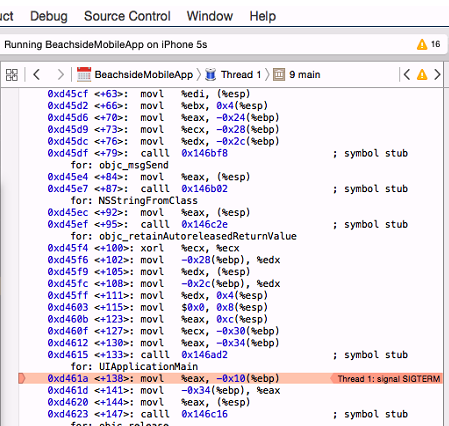 uct Debug Source Control Window Help
Running BeachsideMobileApp on iPhone 5s 16
BeachsideMobileApp Thread 1 9 main
0xd45cf <+63>: movl %edi, (%esp)
0xd45d2 <+66>: movl %ebx, 0x4(%esp)
0xd45d6 <+70>: movl %eax, -0x24(%ebp)
0xd45d9 <+73>: movl %ecx, -0x28(%ebp)
0xd45dc <+76>: movl %edx, -0x2c(%ebp)
0xd45df <+79>: calll 0x146bf8 ; symbol stub
for: objc_msgSend
0xd45e4 <+84>: movl %eax, (%esp)
0xd45e7 <+87>: calll 0x146b02 ; symbol stub
for: NSStringFromClass
0xd45ec <+92>: movl %eax, (%esp)
0xd45ef <+95>: calll 0x146c2e ; symbol stub
for: objc_retainAutoreleasedReturnValue
0xd45f4 <+100>: xorl %ecx, %ecx
0xd45f6 <+102>: movl -0x28(%ebp), %edx
0xd45f9 <+105>: movl %edx, (%esp)
0xd45fc <+108>: movl -0x2c(%ebp), %edx
0xd45ff <+111>: movl %edx, 0x4(%esp)
0xd4603 <+115>: movl $0x0, 0x8(%esp)
0xd460b <+123>: movl %eax, 0xc(%esp)
0xd460f <+127>: movl %ecx, -0x30(%ebp)
0xd4612 <+130>: movl %eax, -0x34(%ebp)
0xd4615 <+133>: calll 0x146ad2 ; symbol stub
for: UIApplicationMain
0xd461a <+138>: movl %eax, -0x10(%ebp) Thread 1: signal SIGTERM
0xd461d <+141>: movl -0x34(%ebp), %eax
0xd4620 <+144>: movl %eax, (%esp)
0xd4623 <+147>: calll 0x146c16 ; symbol stub
for: objc_release